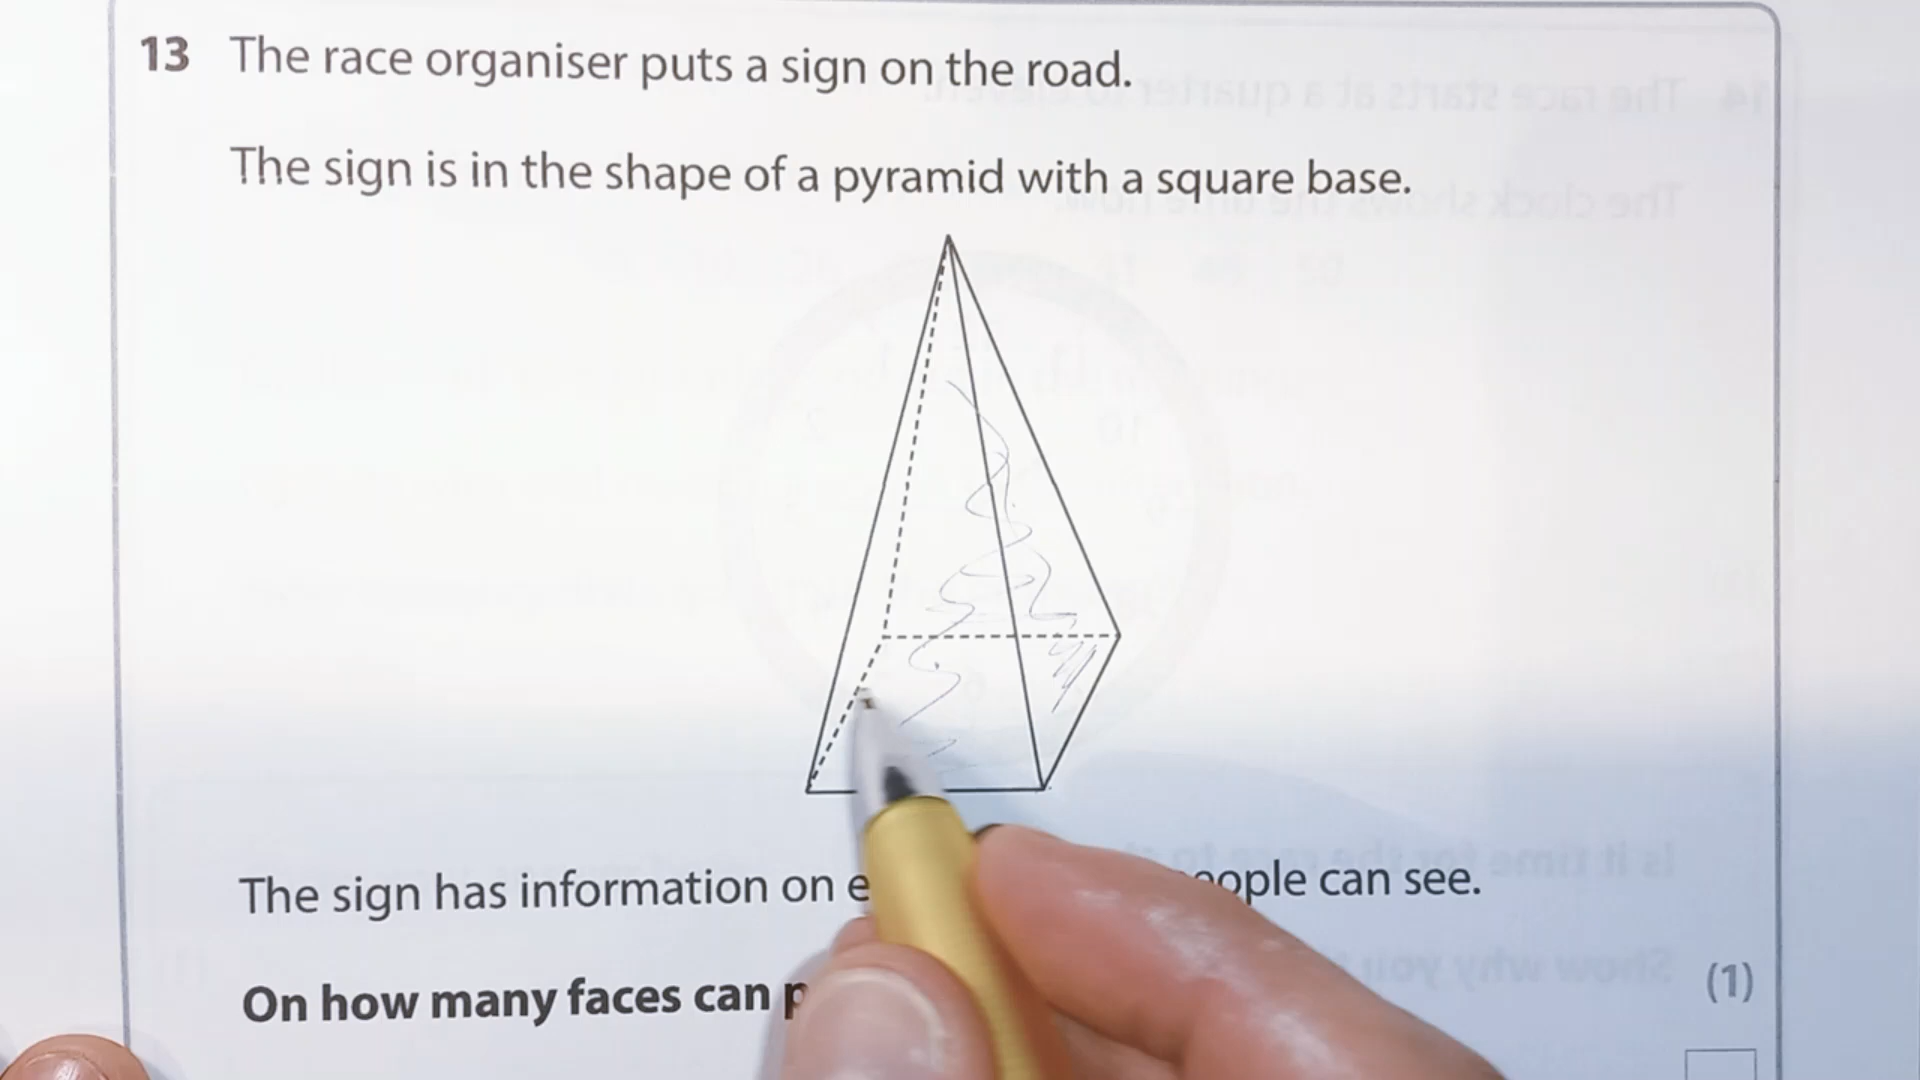 13 The race organiser puts a sign on the road.
The sign is in the shape of a pyramid with a square base.
The sign has information on people can see.
On how many faces can
(1)